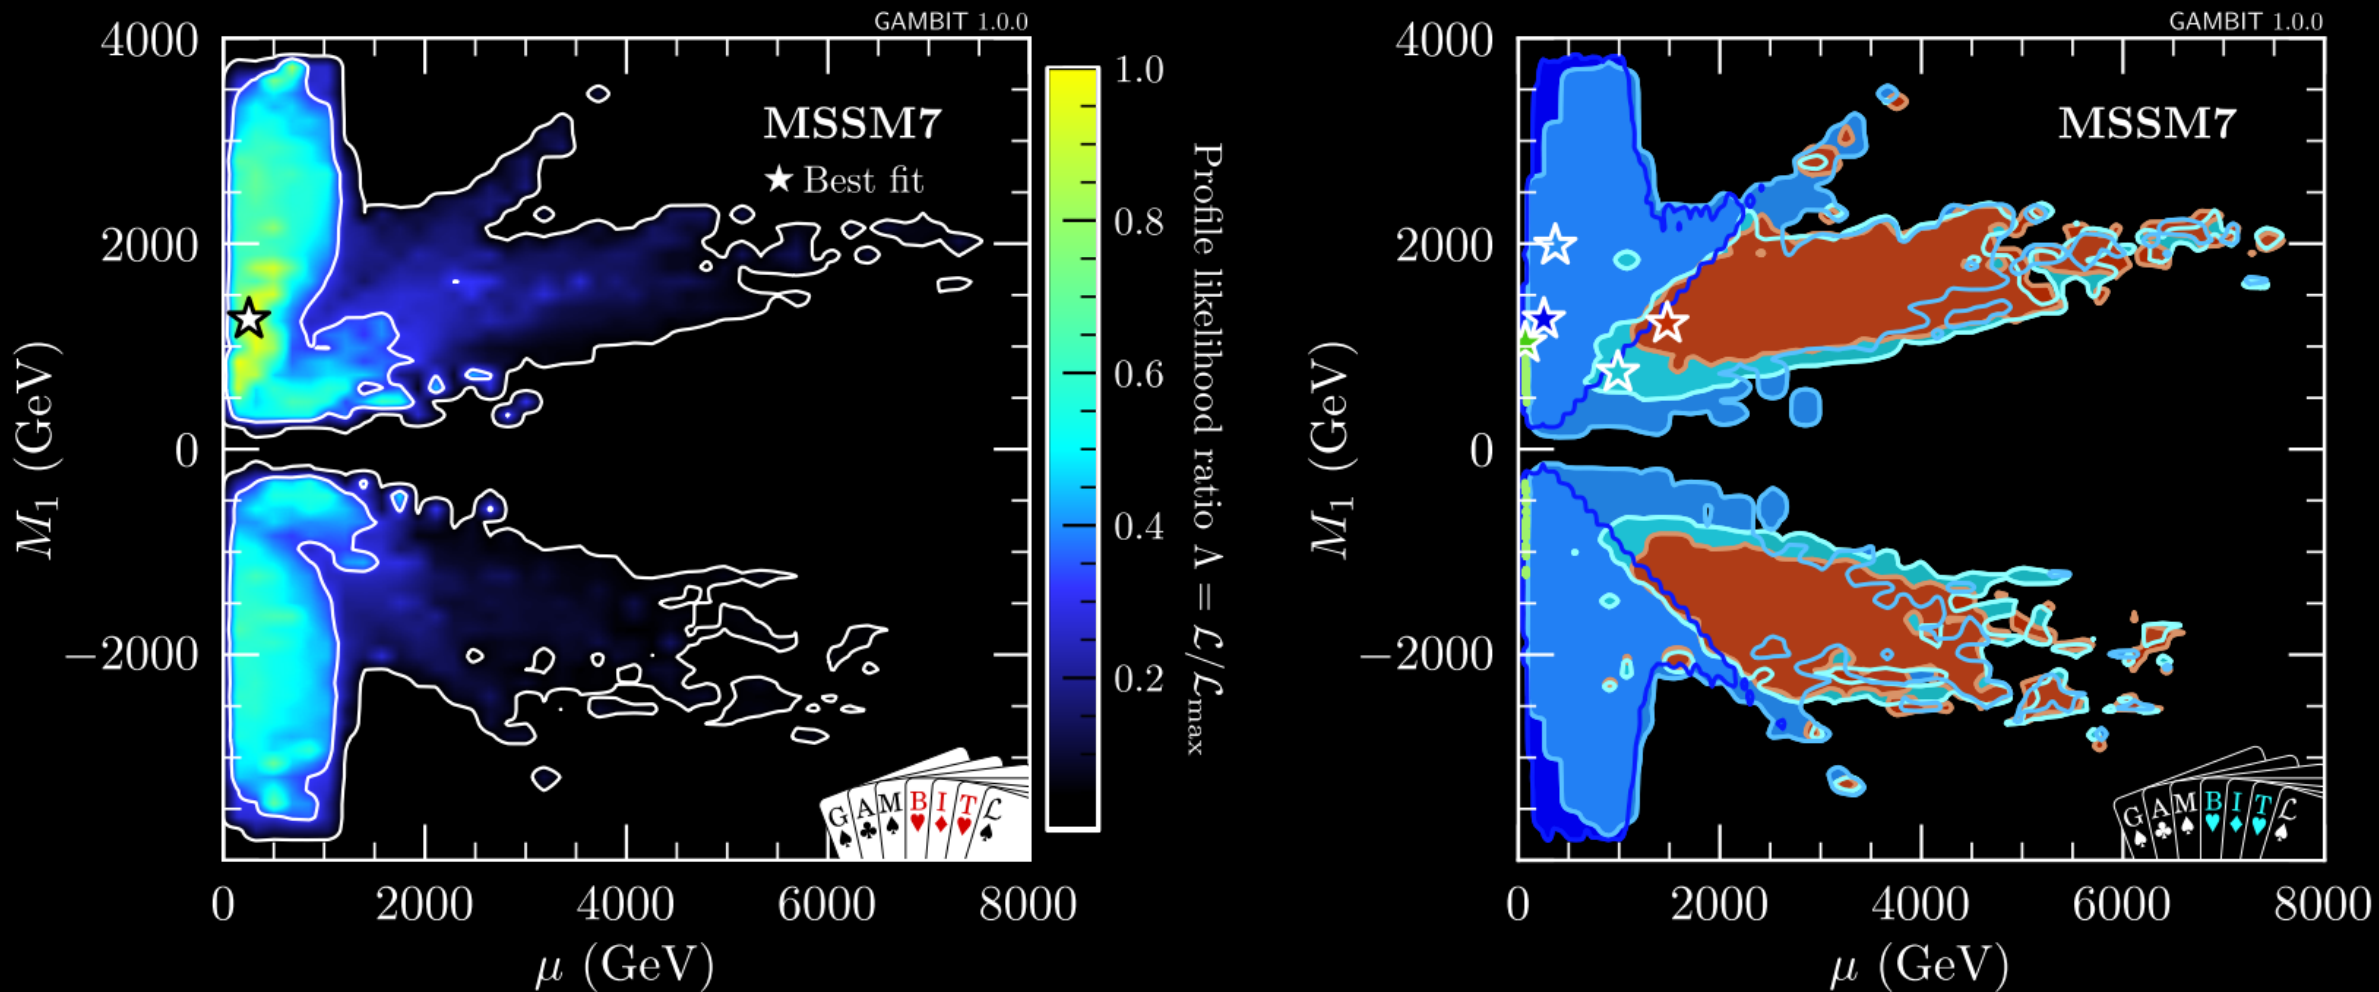 GAMBIT 1.0.0
MSSM7
★ Best fit
4000
2000
0
−2000
M₁ (GeV)
0 2000 4000 6000 8000
μ (GeV)
1.0
0.8
0.6
0.4
0.2
Profile likelihood ratio Λ = ℒ/ℒmax
G A M B I T ℒ
GAMBIT 1.0.0
MSSM7
4000
2000
0
−2000
M₁ (GeV)
0 2000 4000 6000 8000
μ (GeV)
G A M B I T ℒ